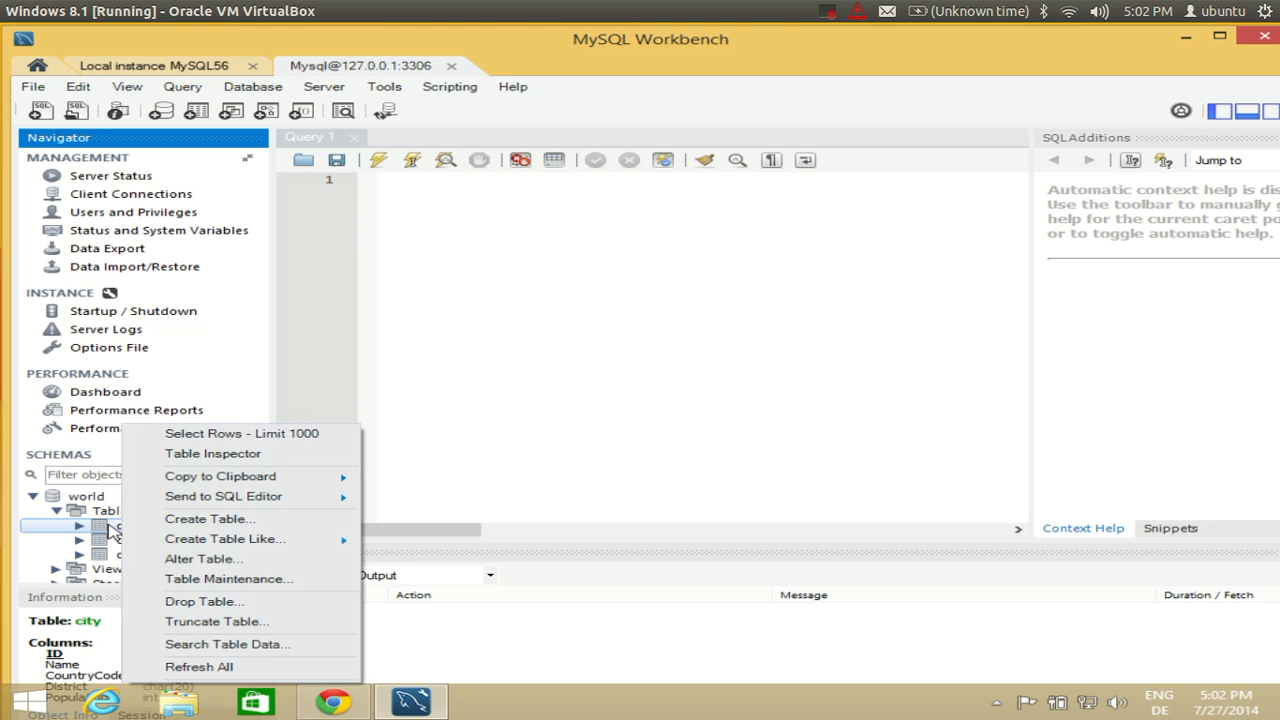 Windows 8.1 [Running] - Oracle VM VirtualBox
(Unknown time)
5:02 PM
ubuntu
MySQL Workbench
Local instance MySQL56
Mysql@127.0.0.1:3306
File Edit View Query Database Server Tools Scripting Help
Navigator
MANAGEMENT
Server Status
Client Connections
Users and Privileges
Status and System Variables
Data Export
Data Import/Restore
INSTANCE
Startup / Shutdown
Server Logs
Options File
PERFORMANCE
Dashboard
Performance Reports
Perform
SCHEMAS
Filter objects
world
Tabl
View
Information
Table: city
Columns:
ID
Name
CountryCode
District char(20)
int
Object Info Session
Select Rows - Limit 1000
Table Inspector
Copy to Clipboard
Send to SQL Editor
Create Table...
Create Table Like...
Alter Table...
Table Maintenance...
Drop Table...
Truncate Table...
Search Table Data...
Refresh All
Query 1
1
Output
Action Message Duration / Fetch
SQL Additions
Jump to
Automatic context help is dis
Use the toolbar to manually g
help for the current caret po
or to toggle automatic help.
Context Help Snippets
ENG
DE
5:02 PM
7/27/2014